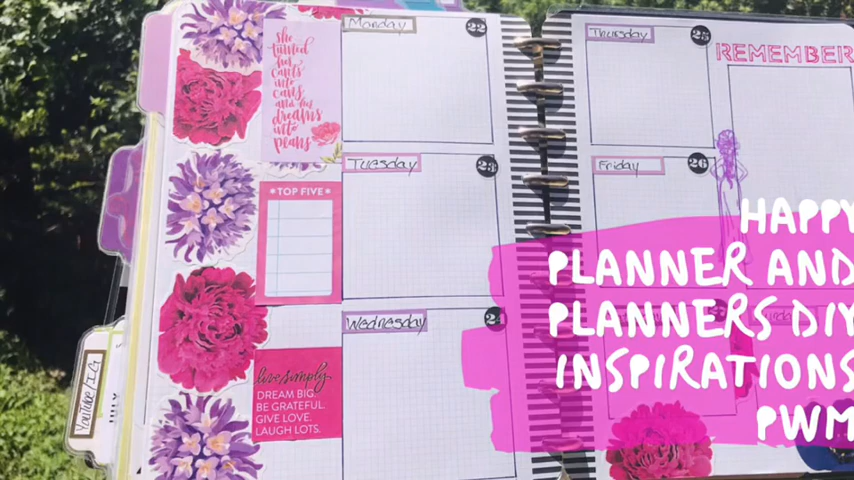 she
turned
her
can'ts
into
cans
and her
dreams
into
plans
Monday
22
*TOP FIVE*
Tuesday
23
Wednesday
24
live simply
DREAM BIG.
BE GRATEFUL.
GIVE LOVE.
LAUGH LOTS.
YouTube/IG
Thursday
25
REMEMBER
Friday
26
HAPPY
PLANNER AND
PLANNERS DIY
INSPIRATIONS
PWM